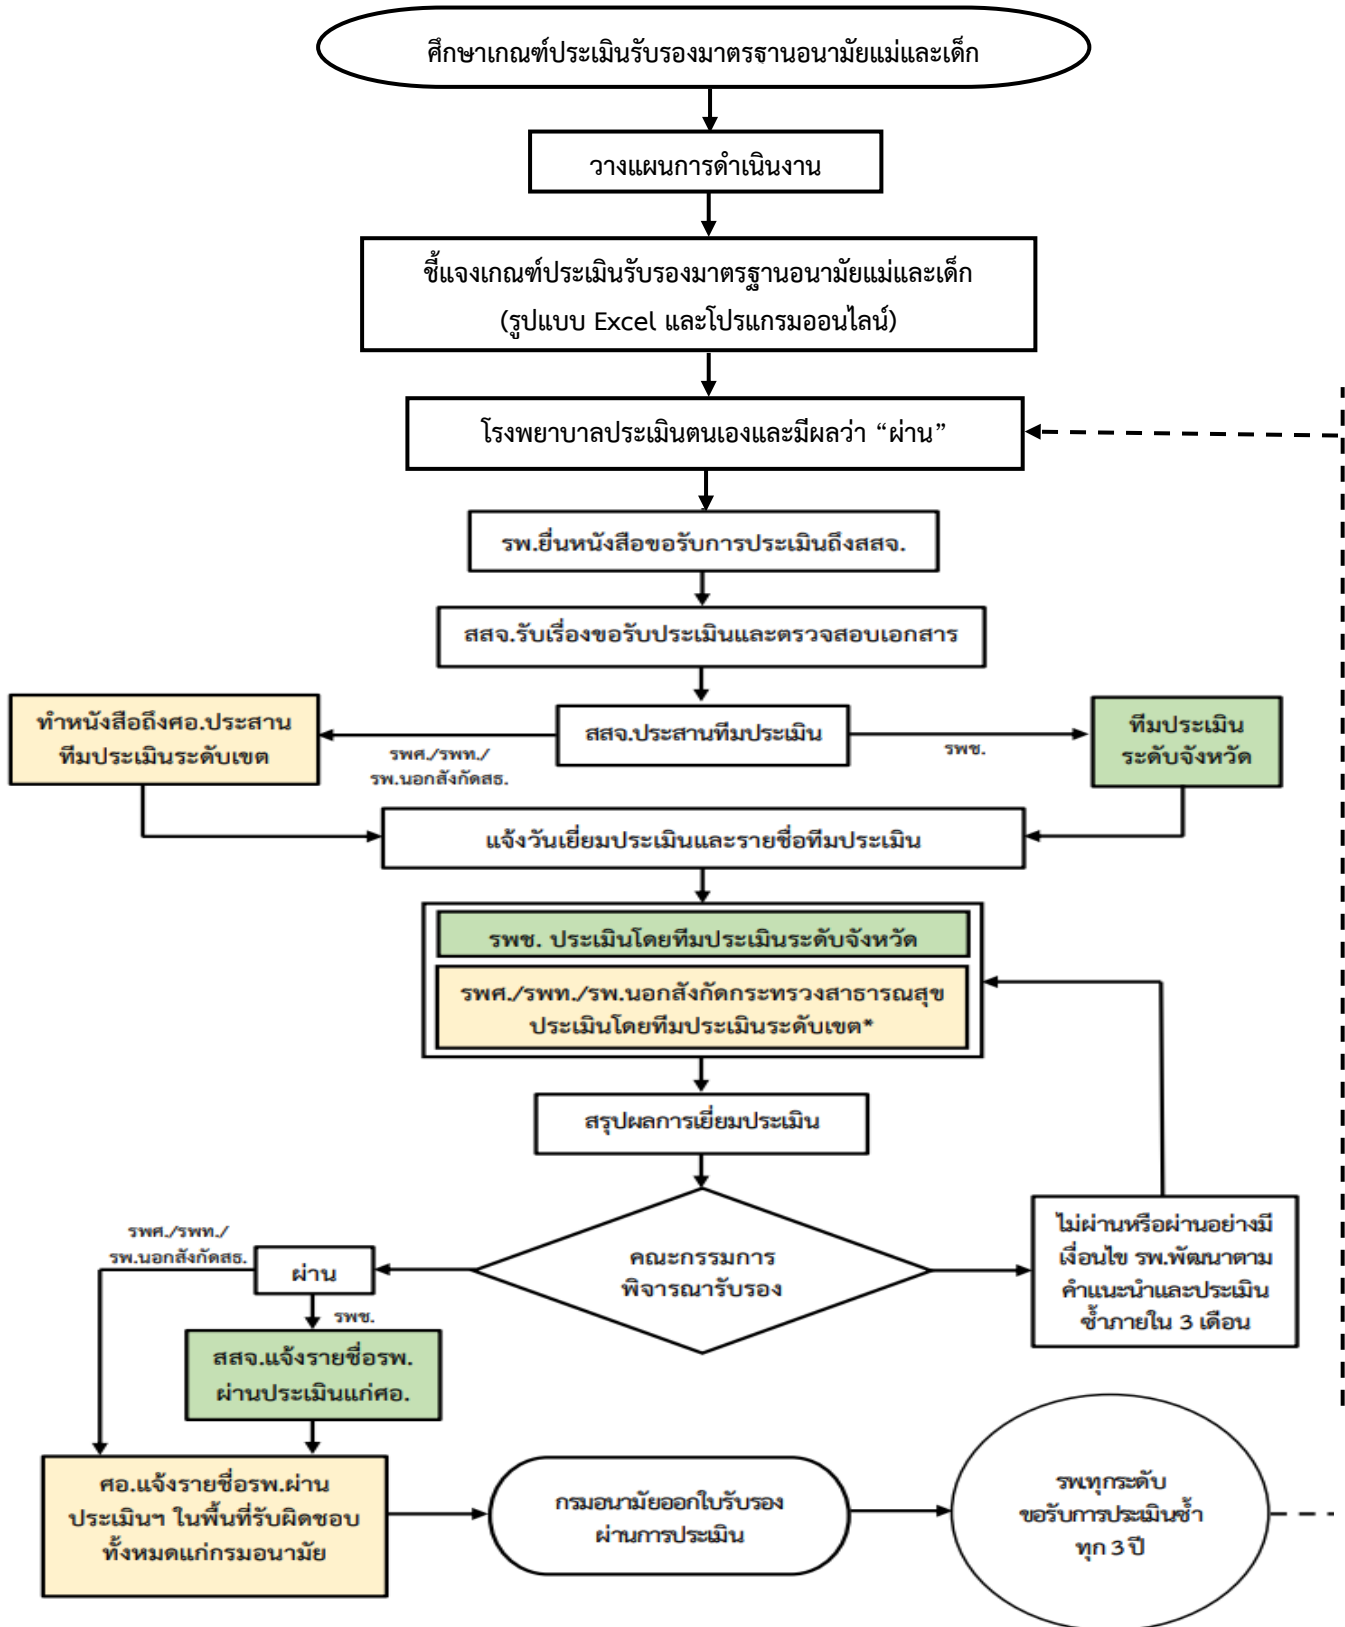 ศึกษาเกณฑ์ประเมินรับรองมาตรฐานอนามัยแม่และเด็ก
วางแผนการดำเนินงาน
ชี้แจงเกณฑ์ประเมินรับรองมาตรฐานอนามัยแม่และเด็ก
(รูปแบบ Excel และโปรแกรมออนไลน์)
โรงพยาบาลประเมินตนเองและมีผลว่า “ผ่าน”
รพ.ยื่นหนังสือขอรับการประเมินถึงสสจ.
สสจ.รับเรื่องขอรับประเมินและตรวจสอบเอกสาร
ทำหนังสือถึงศอ.ประสาน
ทีมประเมินระดับเขต
รพศ./รพท./
รพ.นอกสังกัดสธ.
สสจ.ประสานทีมประเมิน
รพช.
ทีมประเมิน
ระดับจังหวัด
แจ้งวันเยี่ยมประเมินและรายชื่อทีมประเมิน
รพช. ประเมินโดยทีมประเมินระดับจังหวัด
รพศ./รพท./รพ.นอกสังกัดกระทรวงสาธารณสุข
ประเมินโดยทีมประเมินระดับเขต*
สรุปผลการเยี่ยมประเมิน
คณะกรรมการ
พิจารณารับรอง
ไม่ผ่านหรือผ่านอย่างมี
เงื่อนไข รพ.พัฒนาตาม
คำแนะนำและประเมิน
ซ้ำภายใน 3 เดือน
รพศ./รพท./
รพ.นอกสังกัดสธ.
ผ่าน
รพช.
สสจ.แจ้งรายชื่อรพ.
ผ่านประเมินแก่ศอ.
ศอ.แจ้งรายชื่อรพ.ผ่าน
ประเมินฯ ในพื้นที่รับผิดชอบ
ทั้งหมดแก่กรมอนามัย
กรมอนามัยออกใบรับรอง
ผ่านการประเมิน
รพ.ทุกระดับ
ขอรับการประเมินซ้ำ
ทุก 3 ปี